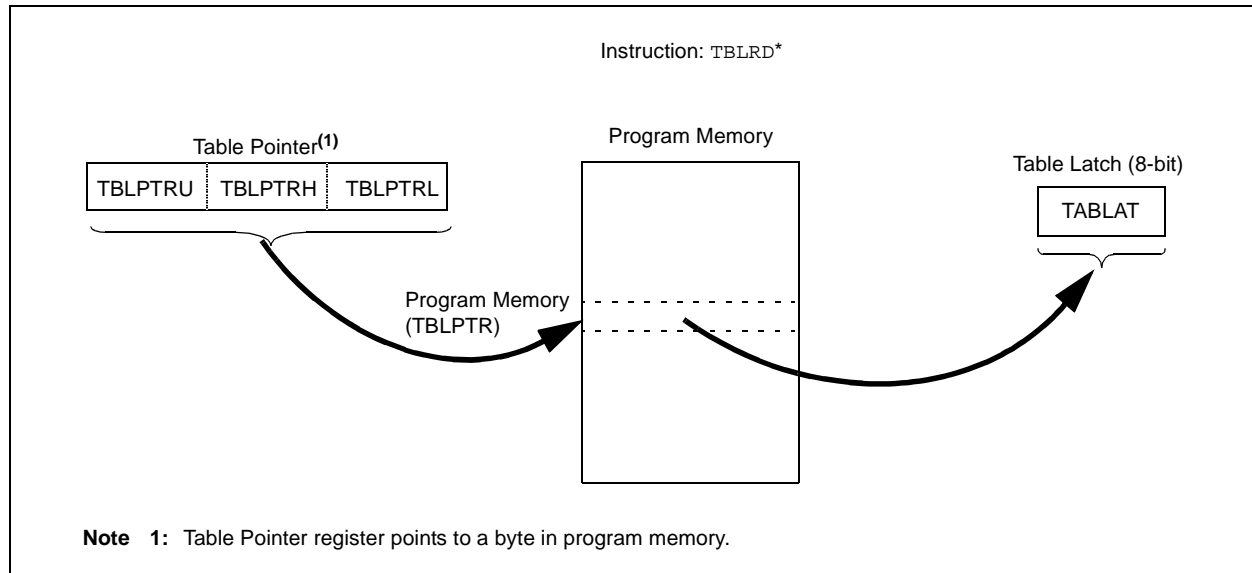 Instruction: TBLRD*
Table Pointer(1)
Program Memory
Table Latch (8-bit)
TBLPTRU TBLPTRH TBLPTRL
TABLAT
Program Memory
(TBLPTR)
Note 1: Table Pointer register points to a byte in program memory.